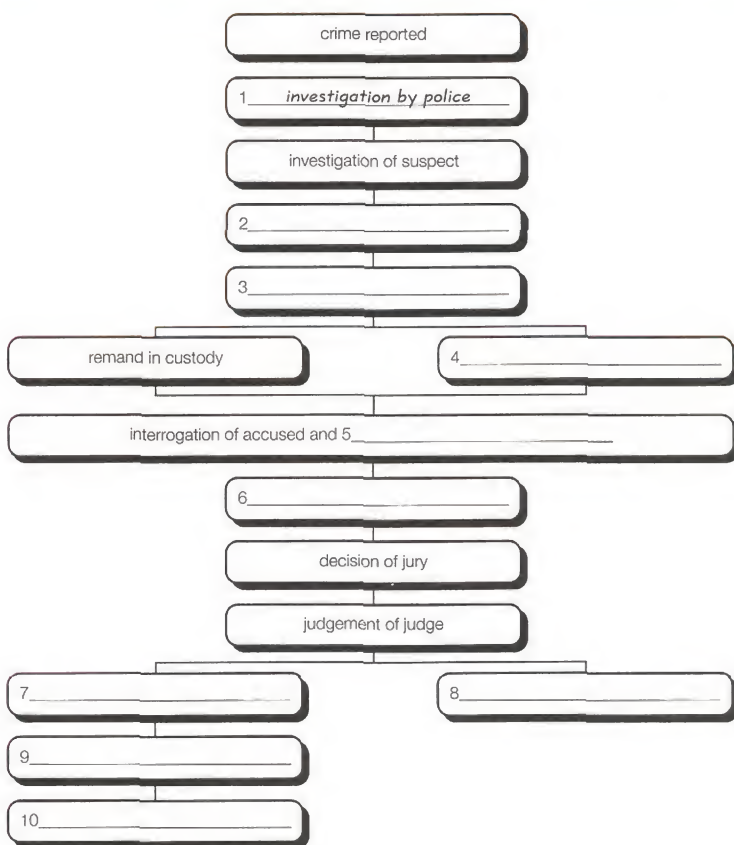 crime reported
1 investigation by police
investigation of suspect
2
3
remand in custody
4
interrogation of accused and 5
6
decision of jury
judgement of judge
7
8
9
10